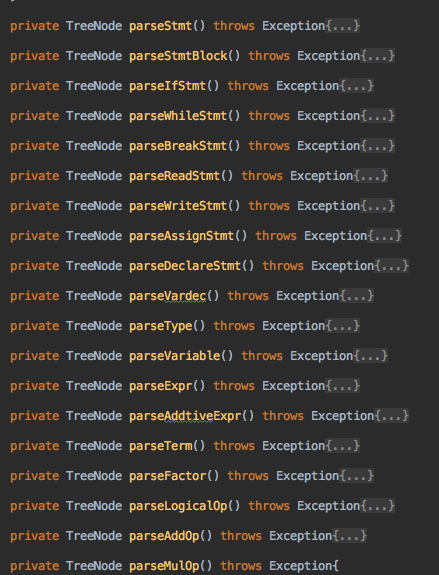 private TreeNode parseStmt() throws Exception{...}
private TreeNode parseStmtBlock() throws Exception{...}
private TreeNode parseIfStmt() throws Exception{...}
private TreeNode parseWhileStmt() throws Exception{...}
private TreeNode parseBreakStmt() throws Exception{...}
private TreeNode parseReadStmt() throws Exception{...}
private TreeNode parseWriteStmt() throws Exception{...}
private TreeNode parseAssignStmt() throws Exception{...}
private TreeNode parseDeclareStmt() throws Exception{...}
private TreeNode parseVardec() throws Exception{...}
private TreeNode parseType() throws Exception{...}
private TreeNode parseVariable() throws Exception{...}
private TreeNode parseExpr() throws Exception{...}
private TreeNode parseAddtiveExpr() throws Exception{...}
private TreeNode parseTerm() throws Exception{...}
private TreeNode parseFactor() throws Exception{...}
private TreeNode parseLogicalOp() throws Exception{...}
private TreeNode parseAddOp() throws Exception{...}
private TreeNode parseMulOp() throws Exception{